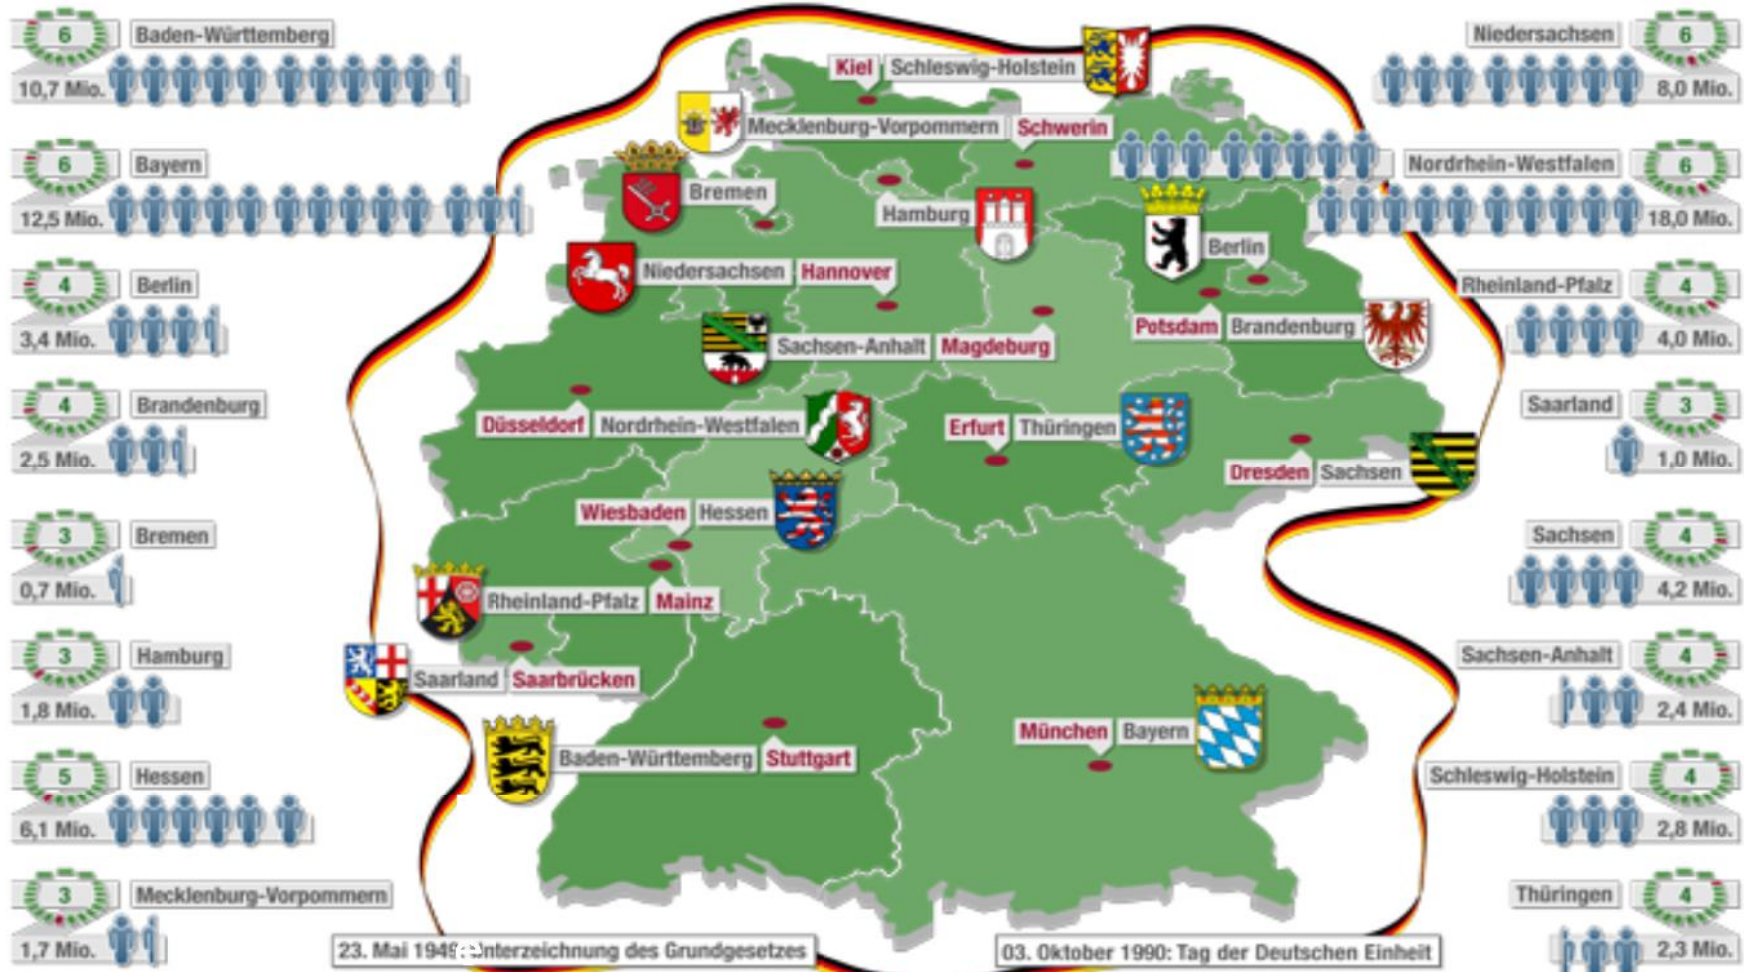 6 Baden-Württemberg
10,7 Mio.
6 Bayern
12,5 Mio.
4 Berlin
3,4 Mio.
4 Brandenburg
2,5 Mio.
3 Bremen
0,7 Mio.
3 Hamburg
1,8 Mio.
5 Hessen
6,1 Mio.
3 Mecklenburg-Vorpommern
1,7 Mio.
Kiel Schleswig-Holstein
Mecklenburg-Vorpommern Schwerin
Bremen
Hamburg
Berlin
Niedersachsen Hannover
Potsdam Brandenburg
Sachsen-Anhalt Magdeburg
Düsseldorf Nordrhein-Westfalen
Erfurt Thüringen
Dresden Sachsen
Wiesbaden Hessen
Rheinland-Pfalz Mainz
Saarland Saarbrücken
München Bayern
Baden-Württemberg Stuttgart
23. Mai des Grundgesetzes
03. Oktober 1990: Tag der Deutschen Einheit
Niedersachsen 6
8,0 Mio.
Nordrhein-Westfalen 6
18,0 Mio.
Rheinland-Pfalz 4
4,0 Mio.
Saarland 3
1,0 Mio.
Sachsen 4
4,2 Mio.
Sachsen-Anhalt 4
2,4 Mio.
Schleswig-Holstein 4
2,8 Mio.
Thüringen 4
2,3 Mio.